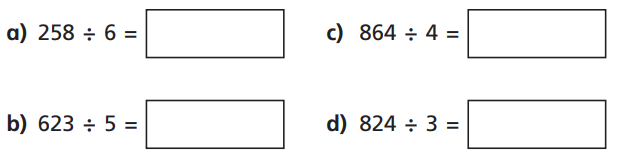 a) 258 ÷ 6 =
b) 623 ÷ 5 =
c) 864 ÷ 4 =
d) 824 ÷ 3 =